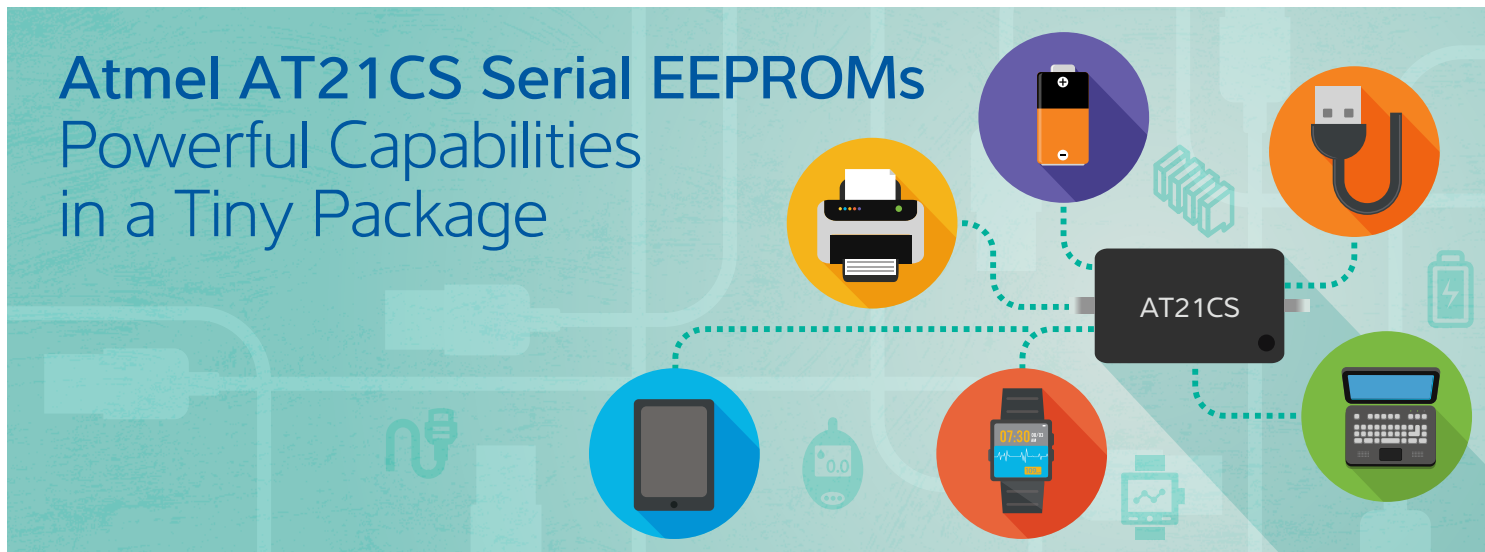 Atmel AT21CS Serial EEPROMs
Powerful Capabilities
in a Tiny Package
AT21CS
07:30
0.0